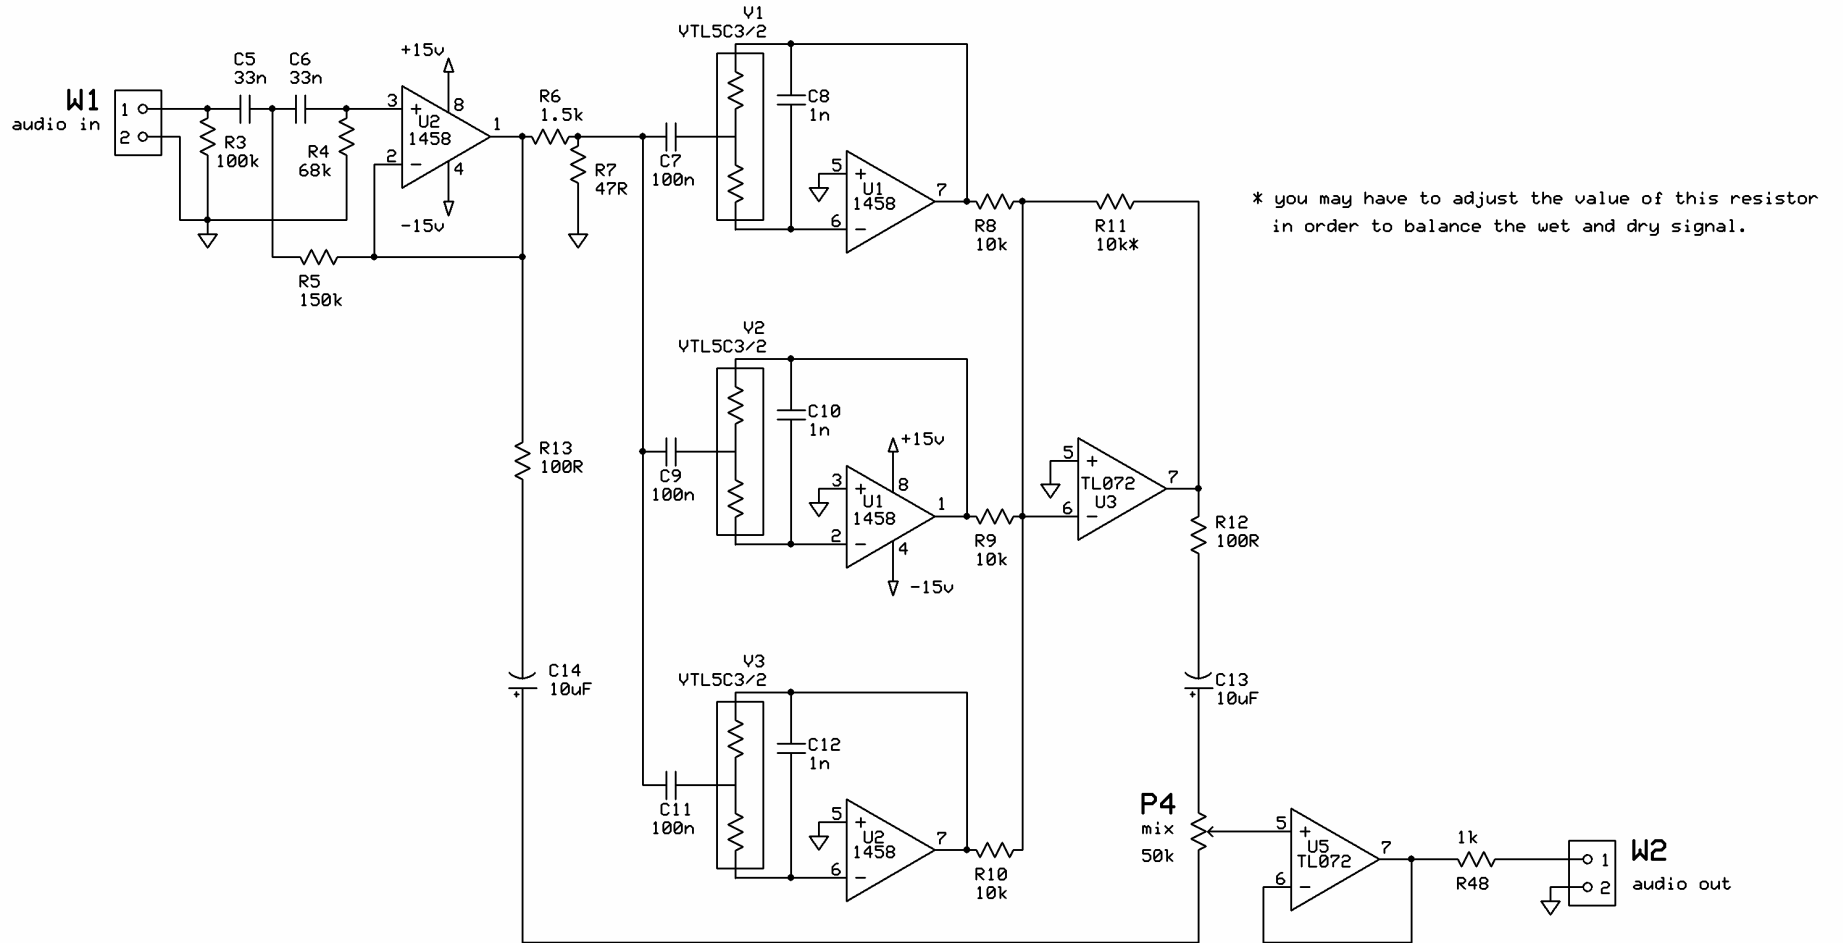 W1
audio in
1
2
C5
33n
C6
33n
R3
100k
R4
68k
R5
150k
+15v
3
+
8
U2
1458
1
2
-
4
-15v
R6
1.5k
R7
47R
V1
VTL5C3/2
C7
100n
C8
1n
5
+
U1
1458
7
6
-
R8
10k
R11
10k*
* you may have to adjust the value of this resistor
in order to balance the wet and dry signal.
V2
VTL5C3/2
C9
100n
C10
1n
+15v
3
+
8
U1
1458
1
2
-
4
-15v
R9
10k
5
+
TL072
U3
7
6
-
R12
100R
R13
100R
C14
10uF
+
C13
10uF
+
V3
VTL5C3/2
C11
100n
C12
1n
5
+
U2
1458
7
6
-
R10
10k
P4
mix
50k
5
+
U5
TL072
7
6
-
1k
R48
1
2
W2
audio out